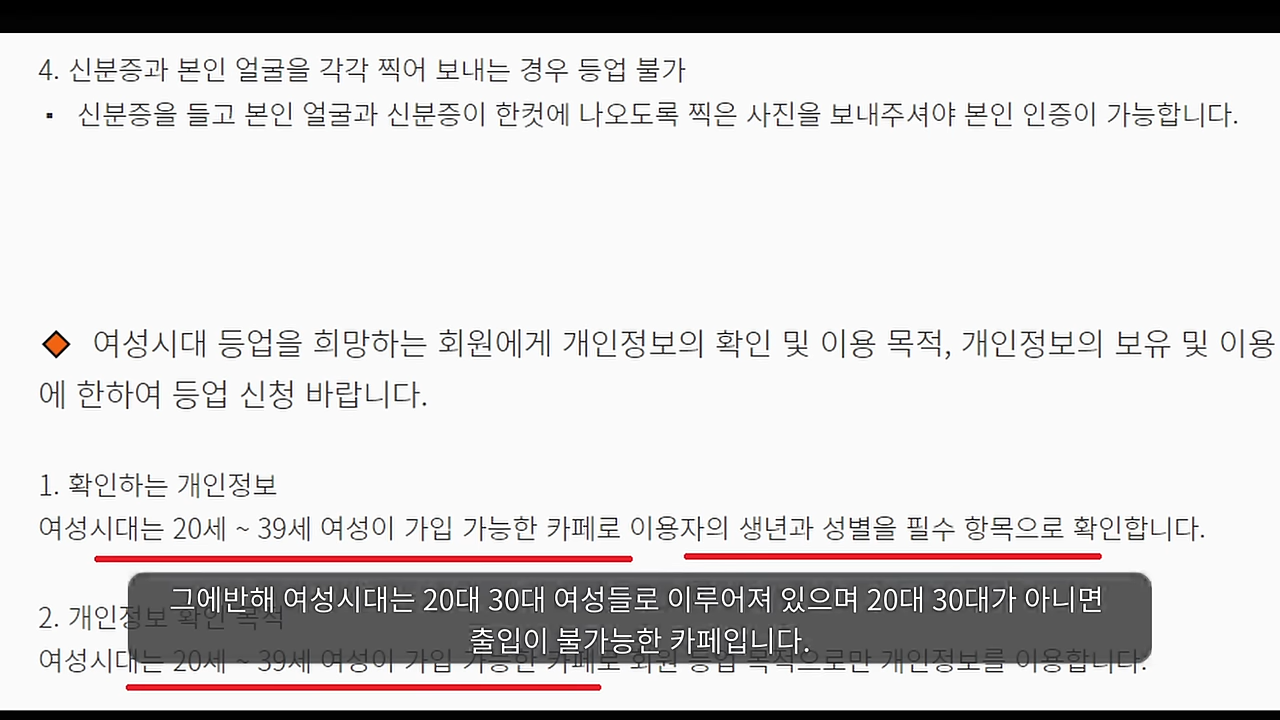 4. 신분증과 본인 얼굴을 각각 찍어 보내는 경우 등업 불가
▪ 신분증을 들고 본인 얼굴과 신분증이 한컷에 나오도록 찍은 사진을 보내주셔야 본인 인증이 가능합니다.
◆ 여성시대 등업을 희망하는 회원에게 개인정보의 확인 및 이용 목적, 개인정보의 보유 및 이용
에 한하여 등업 신청 바랍니다.
1. 확인하는 개인정보
여성시대는 20세 ~ 39세 여성이 가입 가능한 카페로 이용자의 생년과 성별을 필수 항목으로 확인합니다.
2. 개인정보 확인 목적
그에반해 여성시대는 20대 30대 여성들로 이루어져 있으며 20대 30대가 아니면
출입이 불가능한 카페입니다.
여성시대는 20세 ~ 39세 여성이 가입 가능한 카페로 회원 등업 목적으로만 개인정보를 이용합니다.